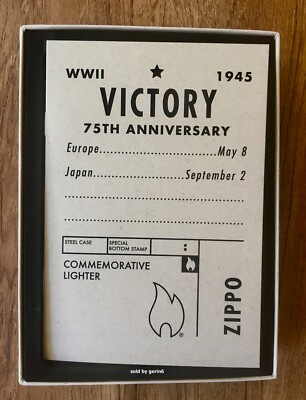 WWII ★ 1945
VICTORY
75TH ANNIVERSARY
Europe.......................May 8
Japan..................September 2
STEEL CASE SPECIAL BOTTOM STAMP :
COMMEMORATIVE LIGHTER
ZIPPO
®
sold by gerin6